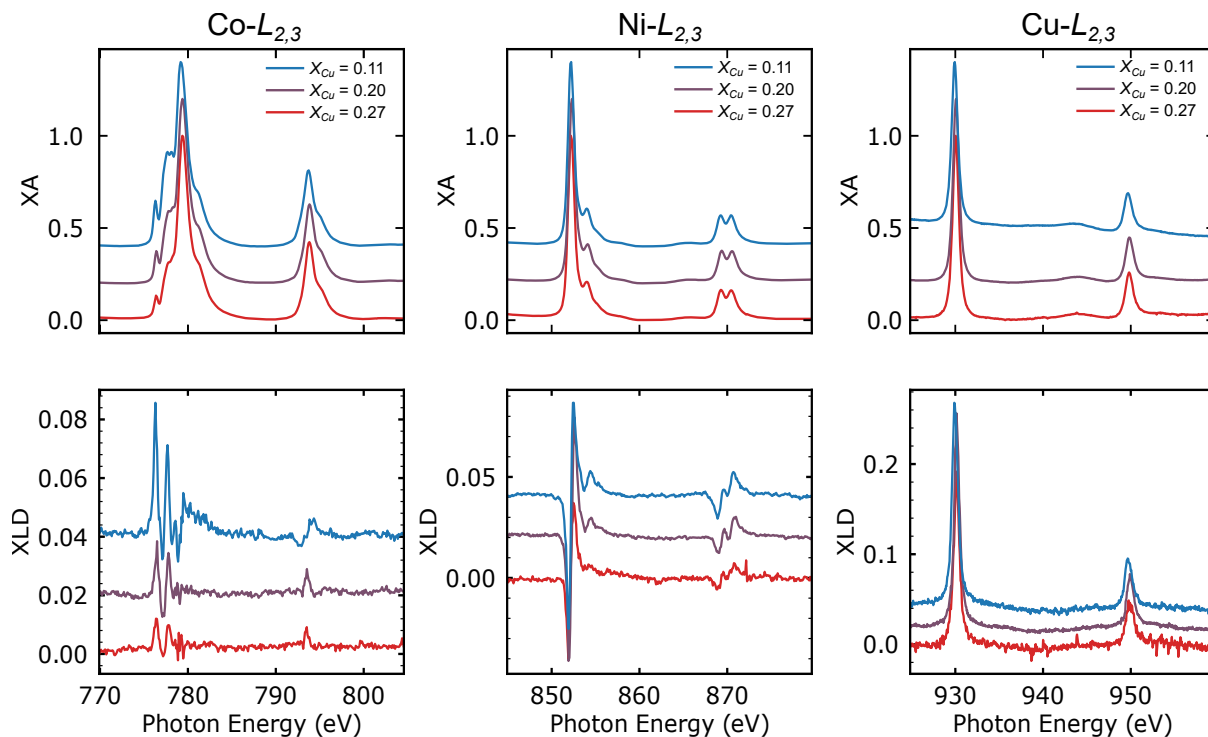 Co-L2,3
Ni-L2,3
Cu-L2,3
XA
1.0
0.5
0.0
XCu = 0.11
XCu = 0.20
XCu = 0.27
XA
1.0
0.5
0.0
XCu = 0.11
XCu = 0.20
XCu = 0.27
XA
1.0
0.5
0.0
XCu = 0.11
XCu = 0.20
XCu = 0.27
XLD
0.08
0.06
0.04
0.02
0.00
770 780 790 800
Photon Energy (eV)
XLD
0.05
0.00
850 860 870
Photon Energy (eV)
XLD
0.2
0.1
0.0
930 940 950
Photon Energy (eV)